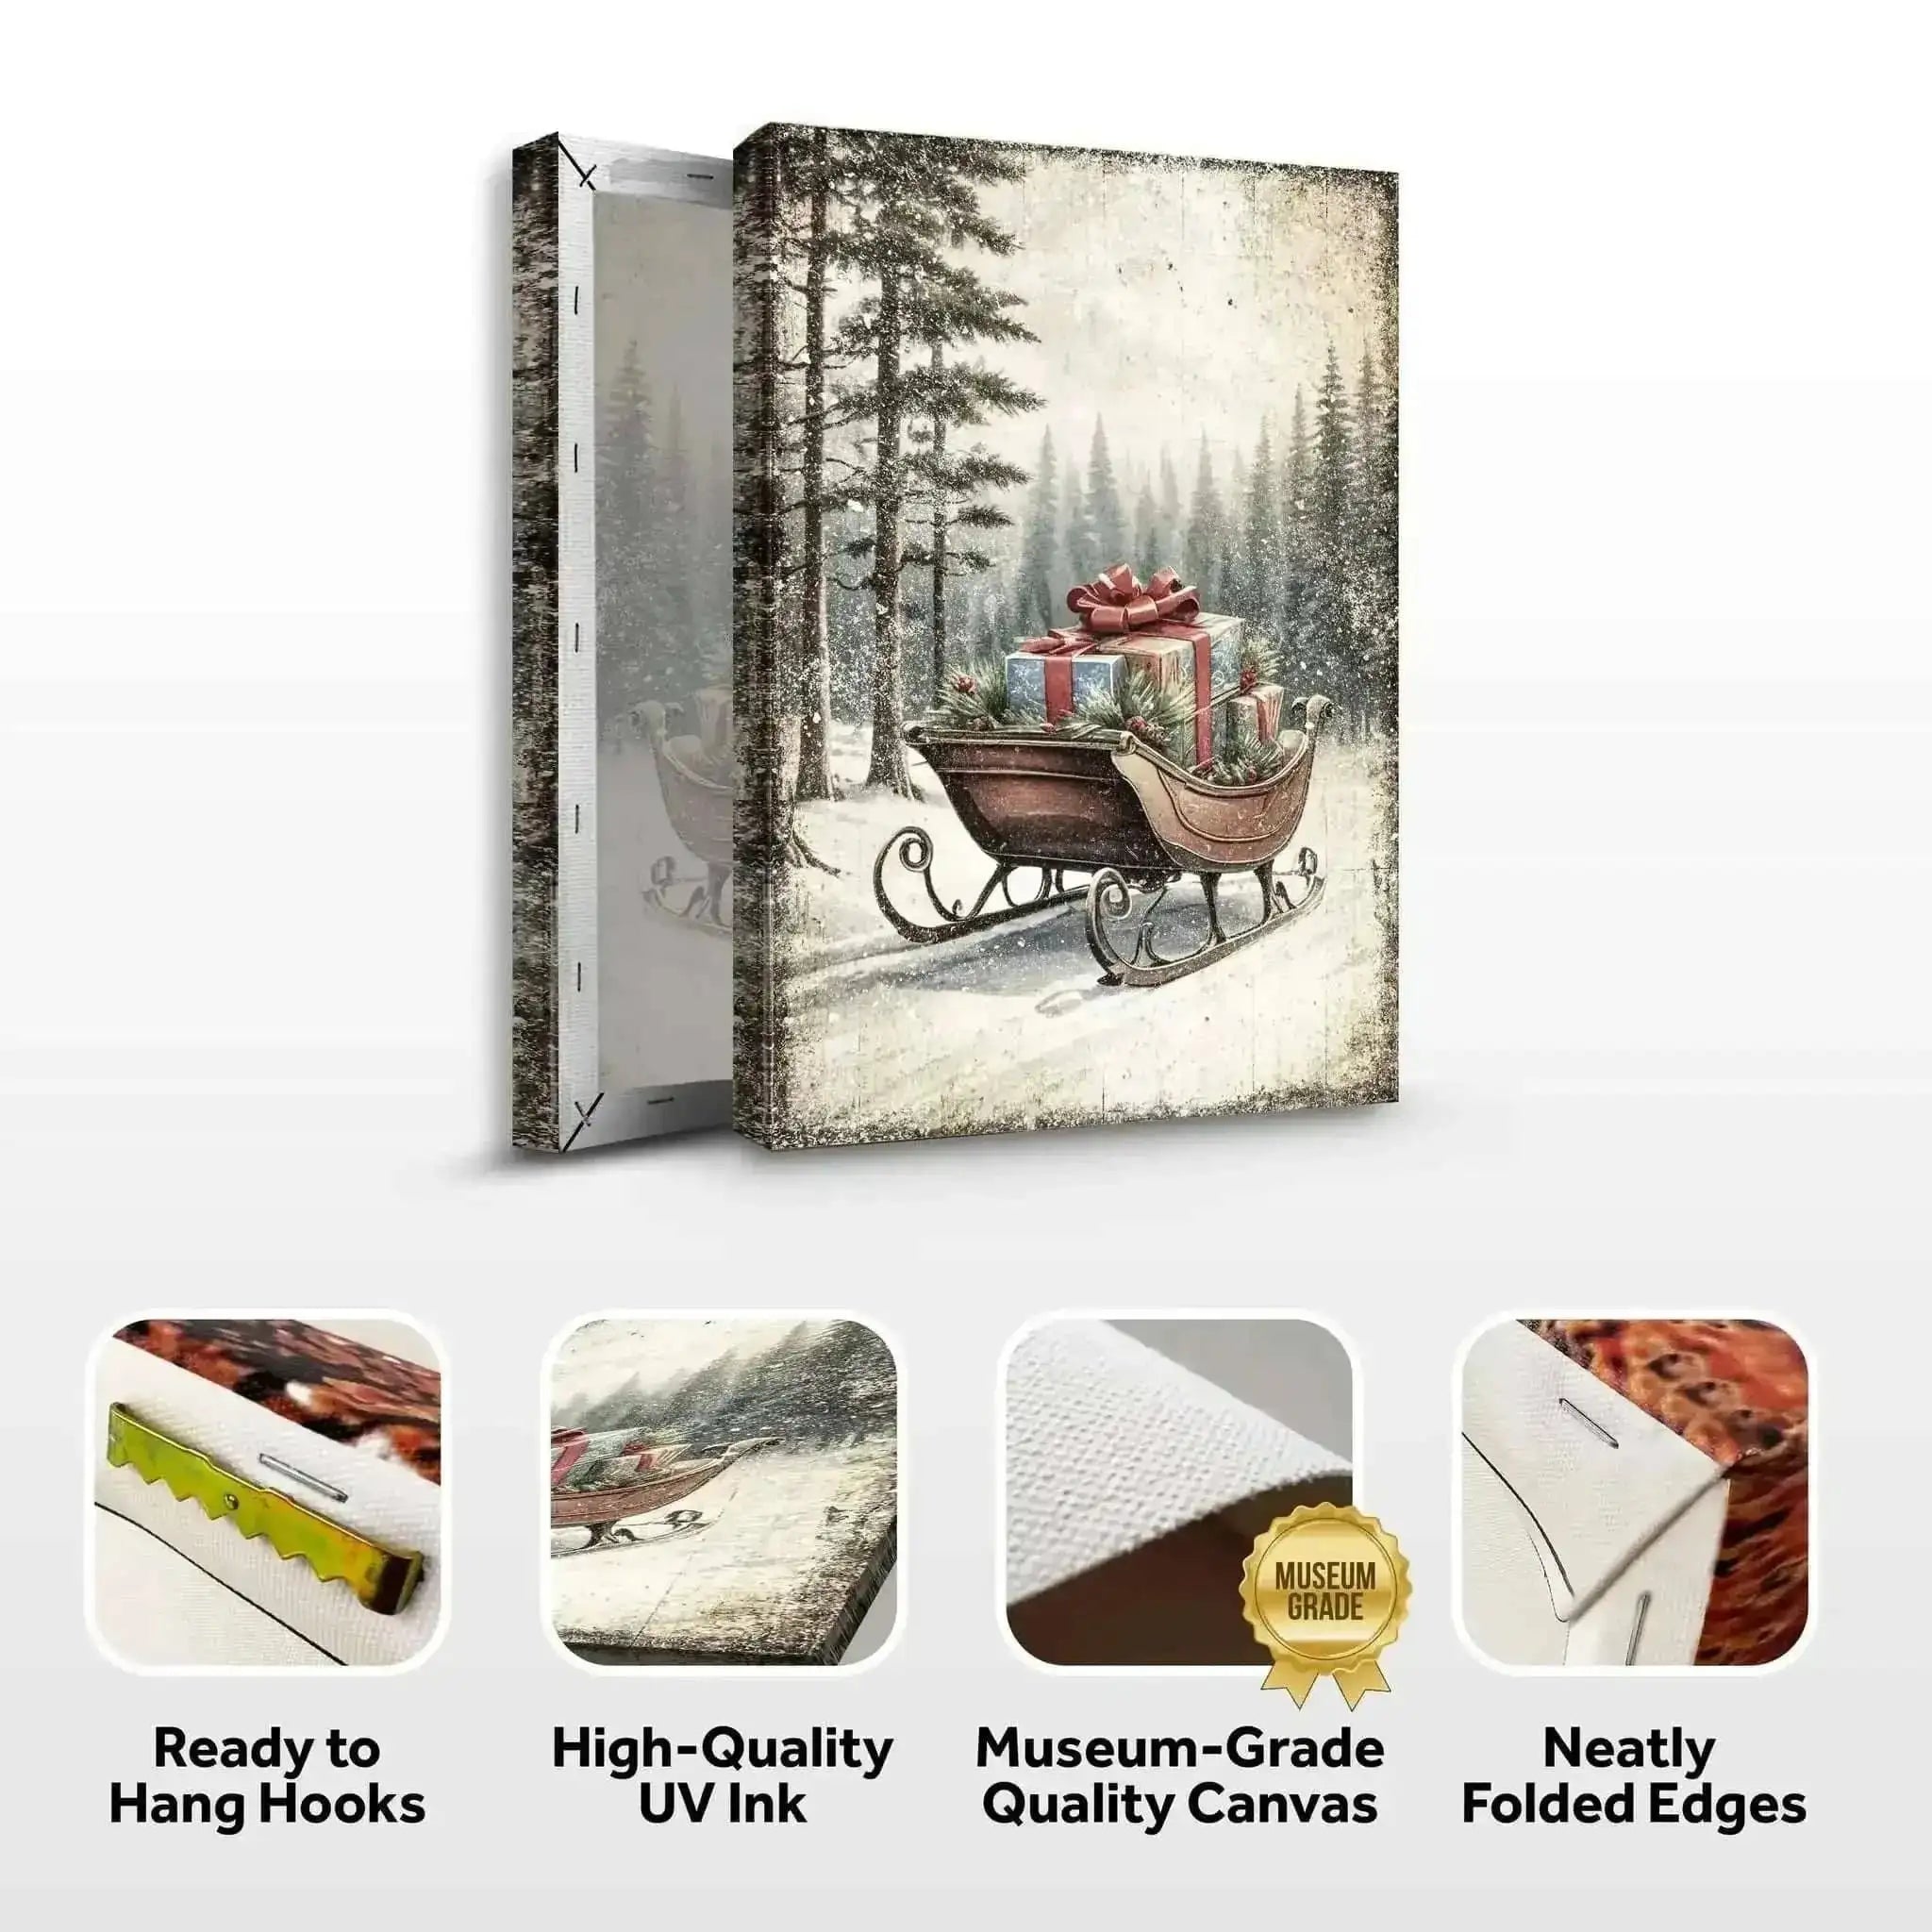 MUSEUM
GRADE
Ready to
Hang Hooks
High-Quality
UV Ink
Museum-Grade
Quality Canvas
Neatly
Folded Edges